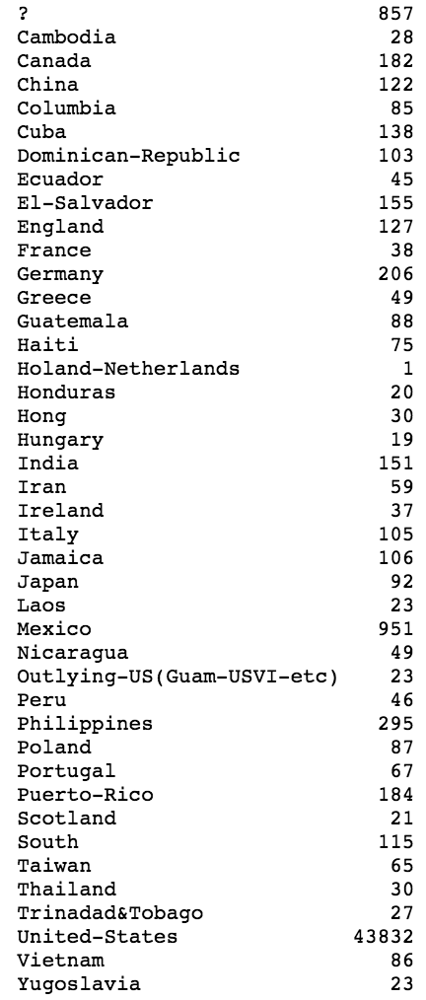 ? 857
Cambodia 28
Canada 182
China 122
Columbia 85
Cuba 138
Dominican-Republic 103
Ecuador 45
El-Salvador 155
England 127
France 38
Germany 206
Greece 49
Guatemala 88
Haiti 75
Holand-Netherlands 1
Honduras 20
Hong 30
Hungary 19
India 151
Iran 59
Ireland 37
Italy 105
Jamaica 106
Japan 92
Laos 23
Mexico 951
Nicaragua 49
Outlying-US(Guam-USVI-etc) 23
Peru 46
Philippines 295
Poland 87
Portugal 67
Puerto-Rico 184
Scotland 21
South 115
Taiwan 65
Thailand 30
Trinadad&Tobago 27
United-States 43832
Vietnam 86
Yugoslavia 23